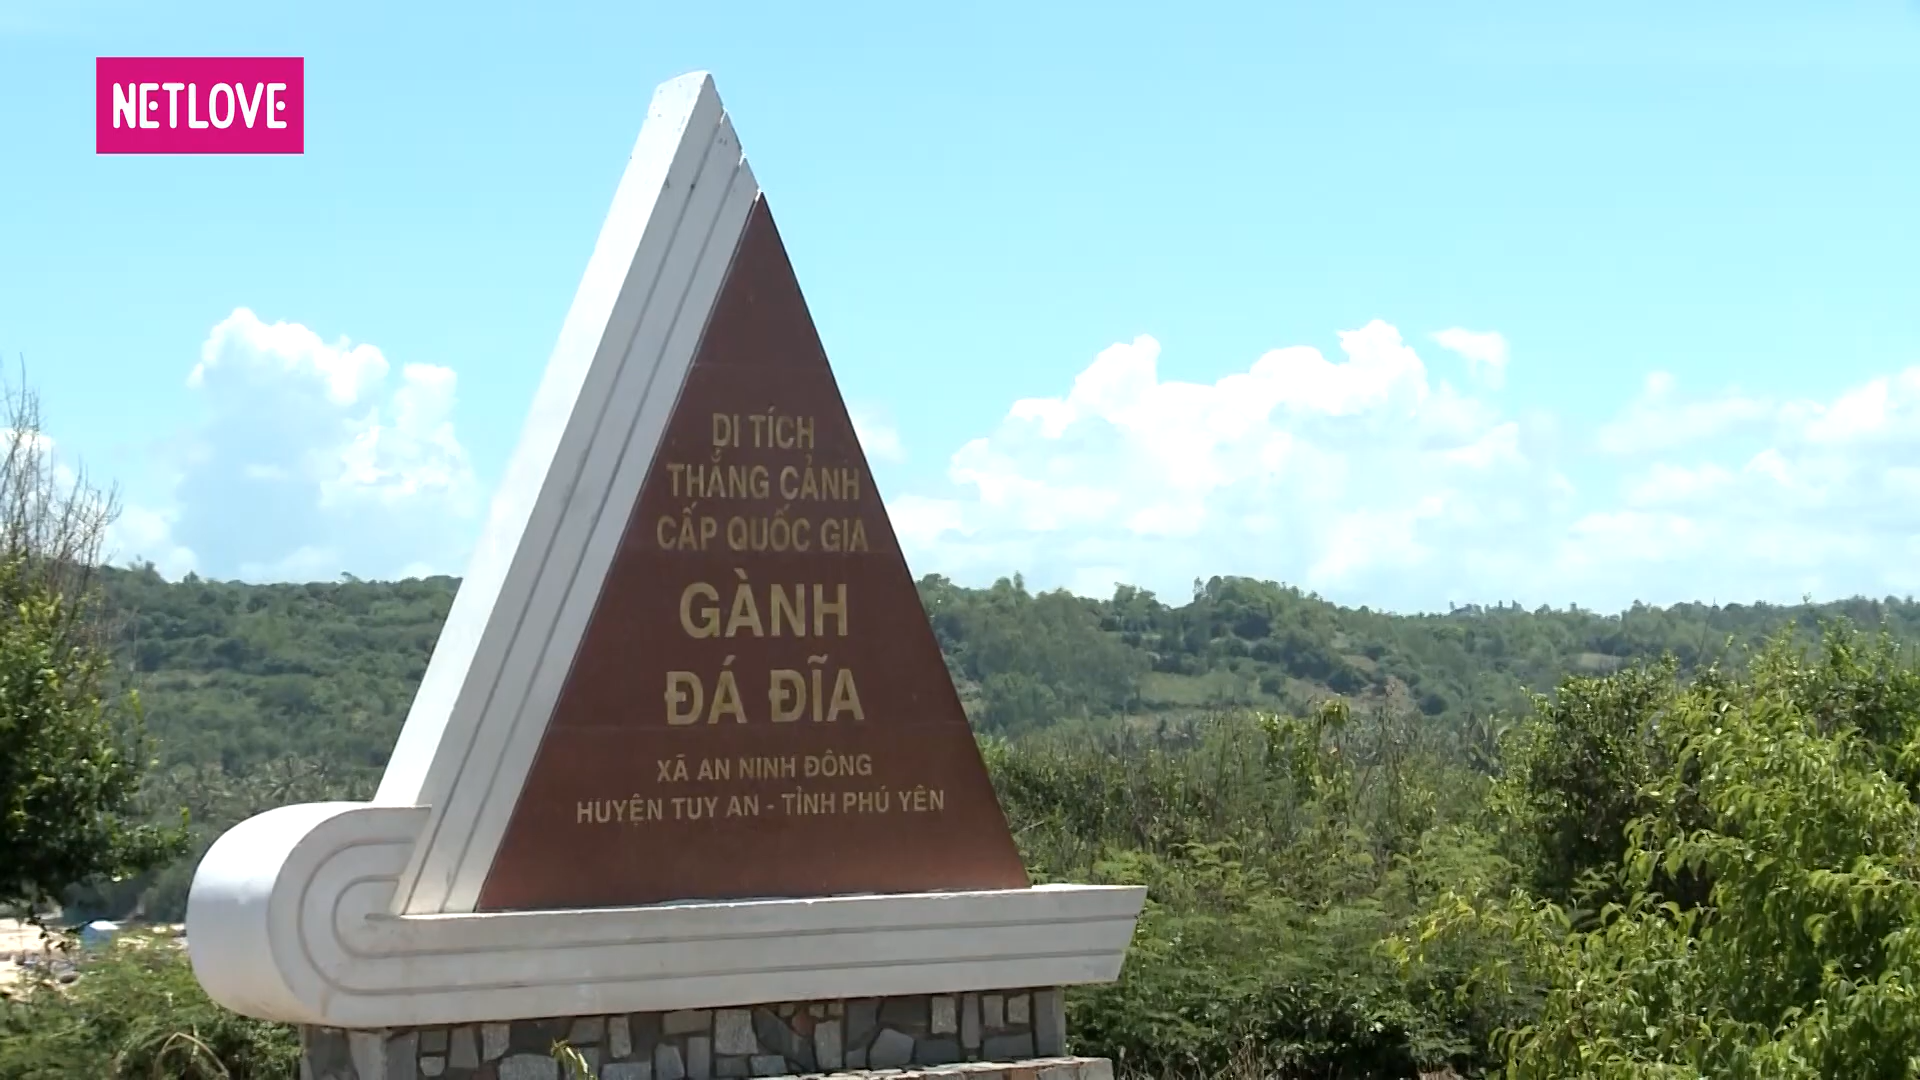 NETLOVE
DI TÍCH
THẮNG CẢNH
CẤP QUỐC GIA
GÀNH
ĐÁ ĐĨA
XÃ AN NINH ĐÔNG
HUYỆN TUY AN - TỈNH PHÚ YÊN